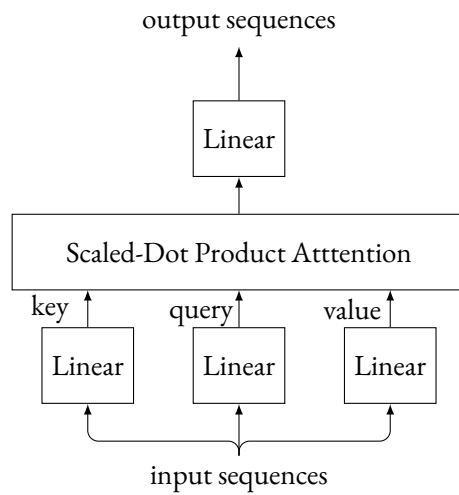 output sequences
Linear
Scaled-Dot Product Atttention
key query value
Linear Linear Linear
input sequences